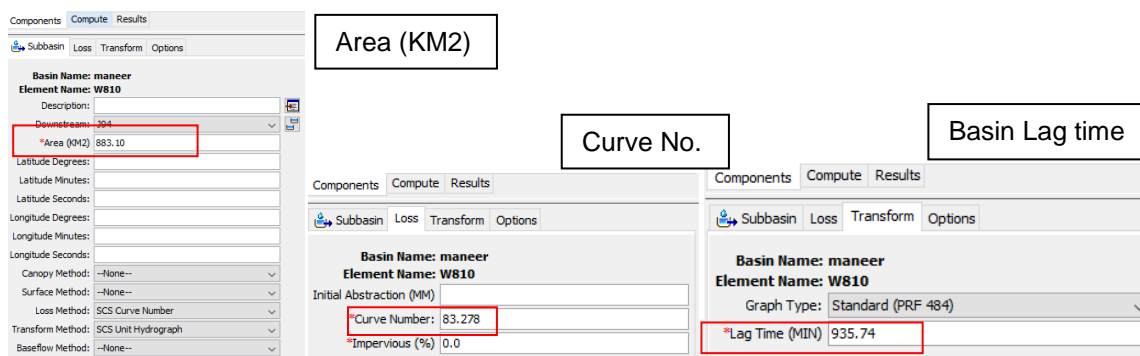 Components Compute Results
Subbasin Loss Transform Options
Basin Name: maneer
Element Name: W810
Description:
Downstream: J94
*Area (KM2) 883.10
Latitude Degrees:
Latitude Minutes:
Latitude Seconds:
Longitude Degrees:
Longitude Minutes:
Longitude Seconds:
Canopy Method: --None--
Surface Method: --None--
Loss Method: SCS Curve Number
Transform Method: SCS Unit Hydrograph
Baseflow Method: --None--
Area (KM2)
Curve No.
Components Compute Results
Subbasin Loss Transform Options
Basin Name: maneer
Element Name: W810
Initial Abstraction (MM)
*Curve Number: 83.278
*Impervious (%) 0.0
Basin Lag time
Components Compute Results
Subbasin Loss Transform Options
Basin Name: maneer
Element Name: W810
Graph Type: Standard (PRF 484)
*Lag Time (MIN) 935.74